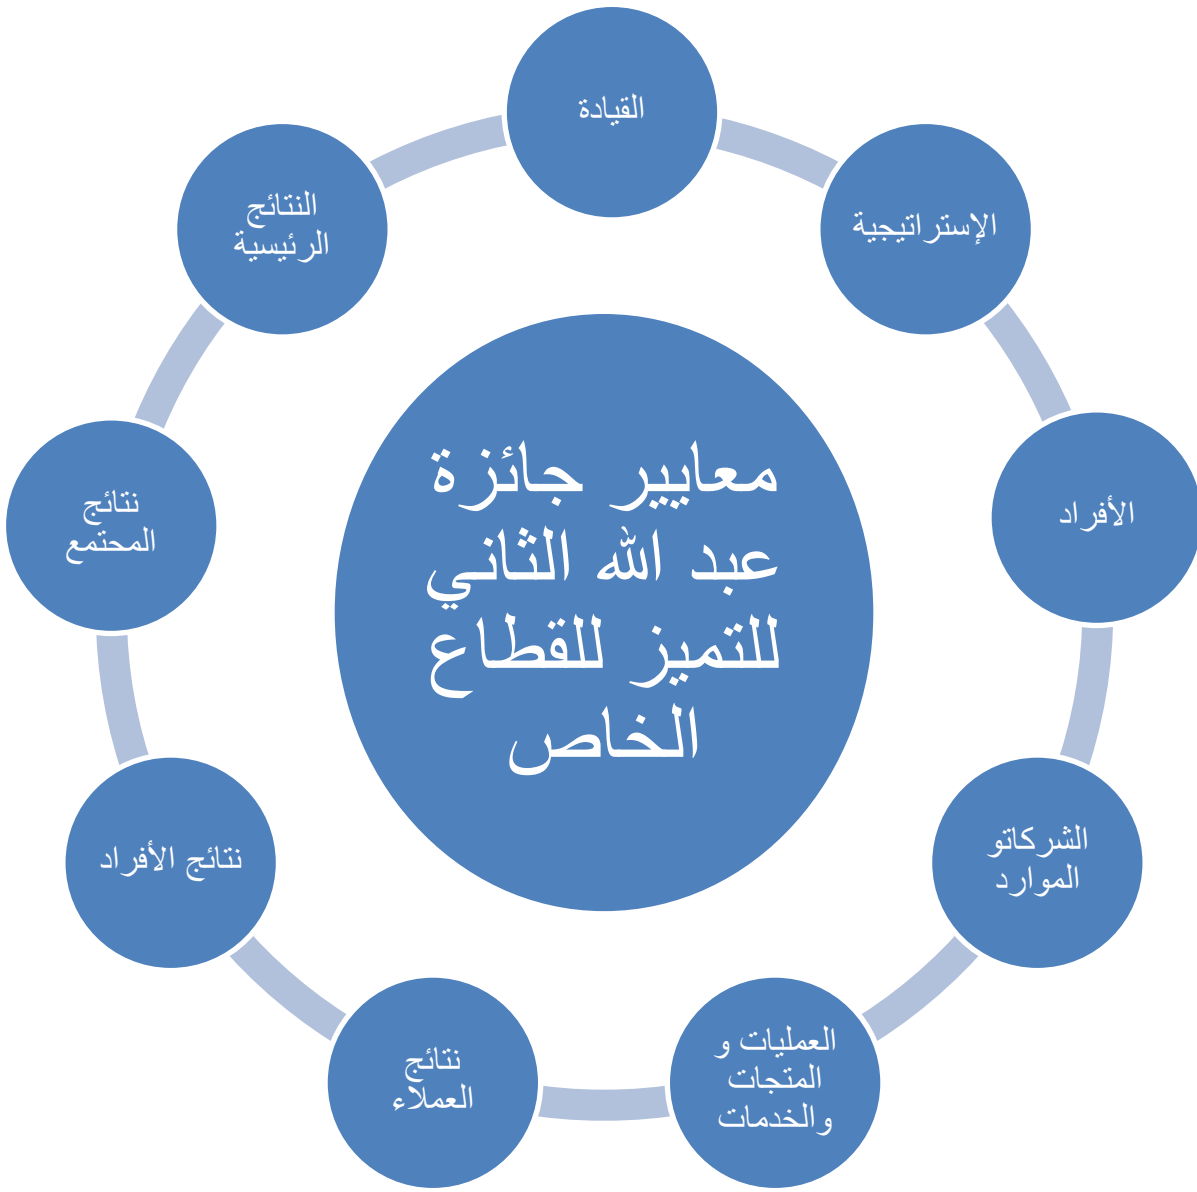 القيادة
الإستراتيجية
الأفراد
الشركاتو
الموارد
العمليات و
المتجات
والخدمات
نتائج
العملاء
نتائج الأفراد
نتائج
المحتمع
النتائج
الرئيسية
معايير جائزة
عبد الله الثاني
للتميز للقطاع
الخاص